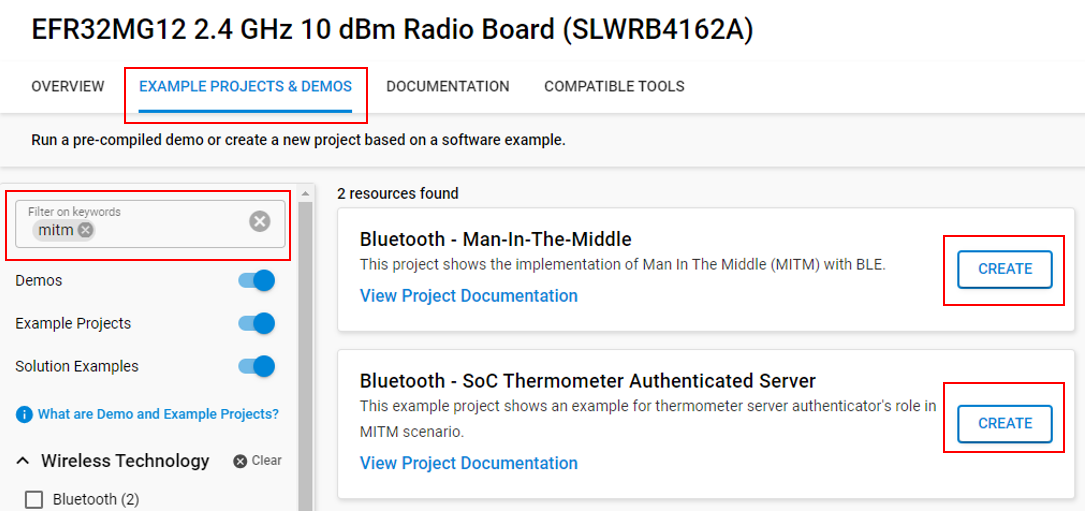 EFR32MG12 2.4 GHz 10 dBm Radio Board (SLWRB4162A)
OVERVIEW
EXAMPLE PROJECTS & DEMOS
DOCUMENTATION
COMPATIBLE TOOLS
Run a pre-compiled demo or create a new project based on a software example.
Filter on keywords
mitm
Demos
Example Projects
Solution Examples
What are Demo and Example Projects?
Wireless Technology
Clear
Bluetooth (2)
2 resources found
Bluetooth - Man-In-The-Middle
This project shows the implementation of Man In The Middle (MITM) with BLE.
View Project Documentation
CREATE
Bluetooth - SoC Thermometer Authenticated Server
This example project shows an example for thermometer server authenticator's role in
MITM scenario.
View Project Documentation
CREATE